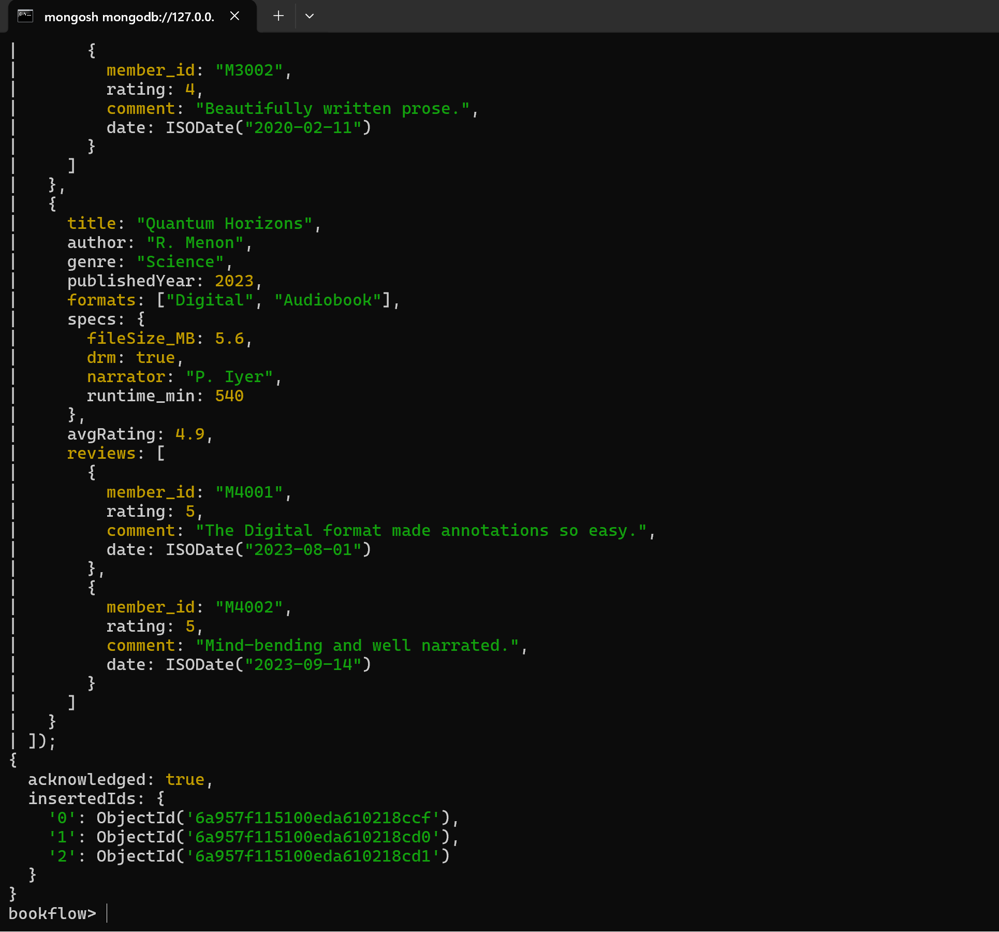 mongosh mongodb://127.0.0.
|       {
|         member_id: "M3002",
|         rating: 4,
|         comment: "Beautifully written prose.",
|         date: ISODate("2020-02-11")
|       }
|     ]
|   },
|   {
|     title: "Quantum Horizons",
|     author: "R. Menon",
|     genre: "Science",
|     publishedYear: 2023,
|     formats: ["Digital", "Audiobook"],
|     specs: {
|       fileSize_MB: 5.6,
|       drm: true,
|       narrator: "P. Iyer",
|       runtime_min: 540
|     },
|     avgRating: 4.9,
|     reviews: [
|       {
|         member_id: "M4001",
|         rating: 5,
|         comment: "The Digital format made annotations so easy.",
|         date: ISODate("2023-08-01")
|       },
|       {
|         member_id: "M4002",
|         rating: 5,
|         comment: "Mind-bending and well narrated.",
|         date: ISODate("2023-09-14")
|       }
|     ]
|   }
| ]);
{
  acknowledged: true,
  insertedIds: {
    '0': ObjectId('6a957f115100eda610218ccf'),
    '1': ObjectId('6a957f115100eda610218cd0'),
    '2': ObjectId('6a957f115100eda610218cd1')
  }
}
bookflow>